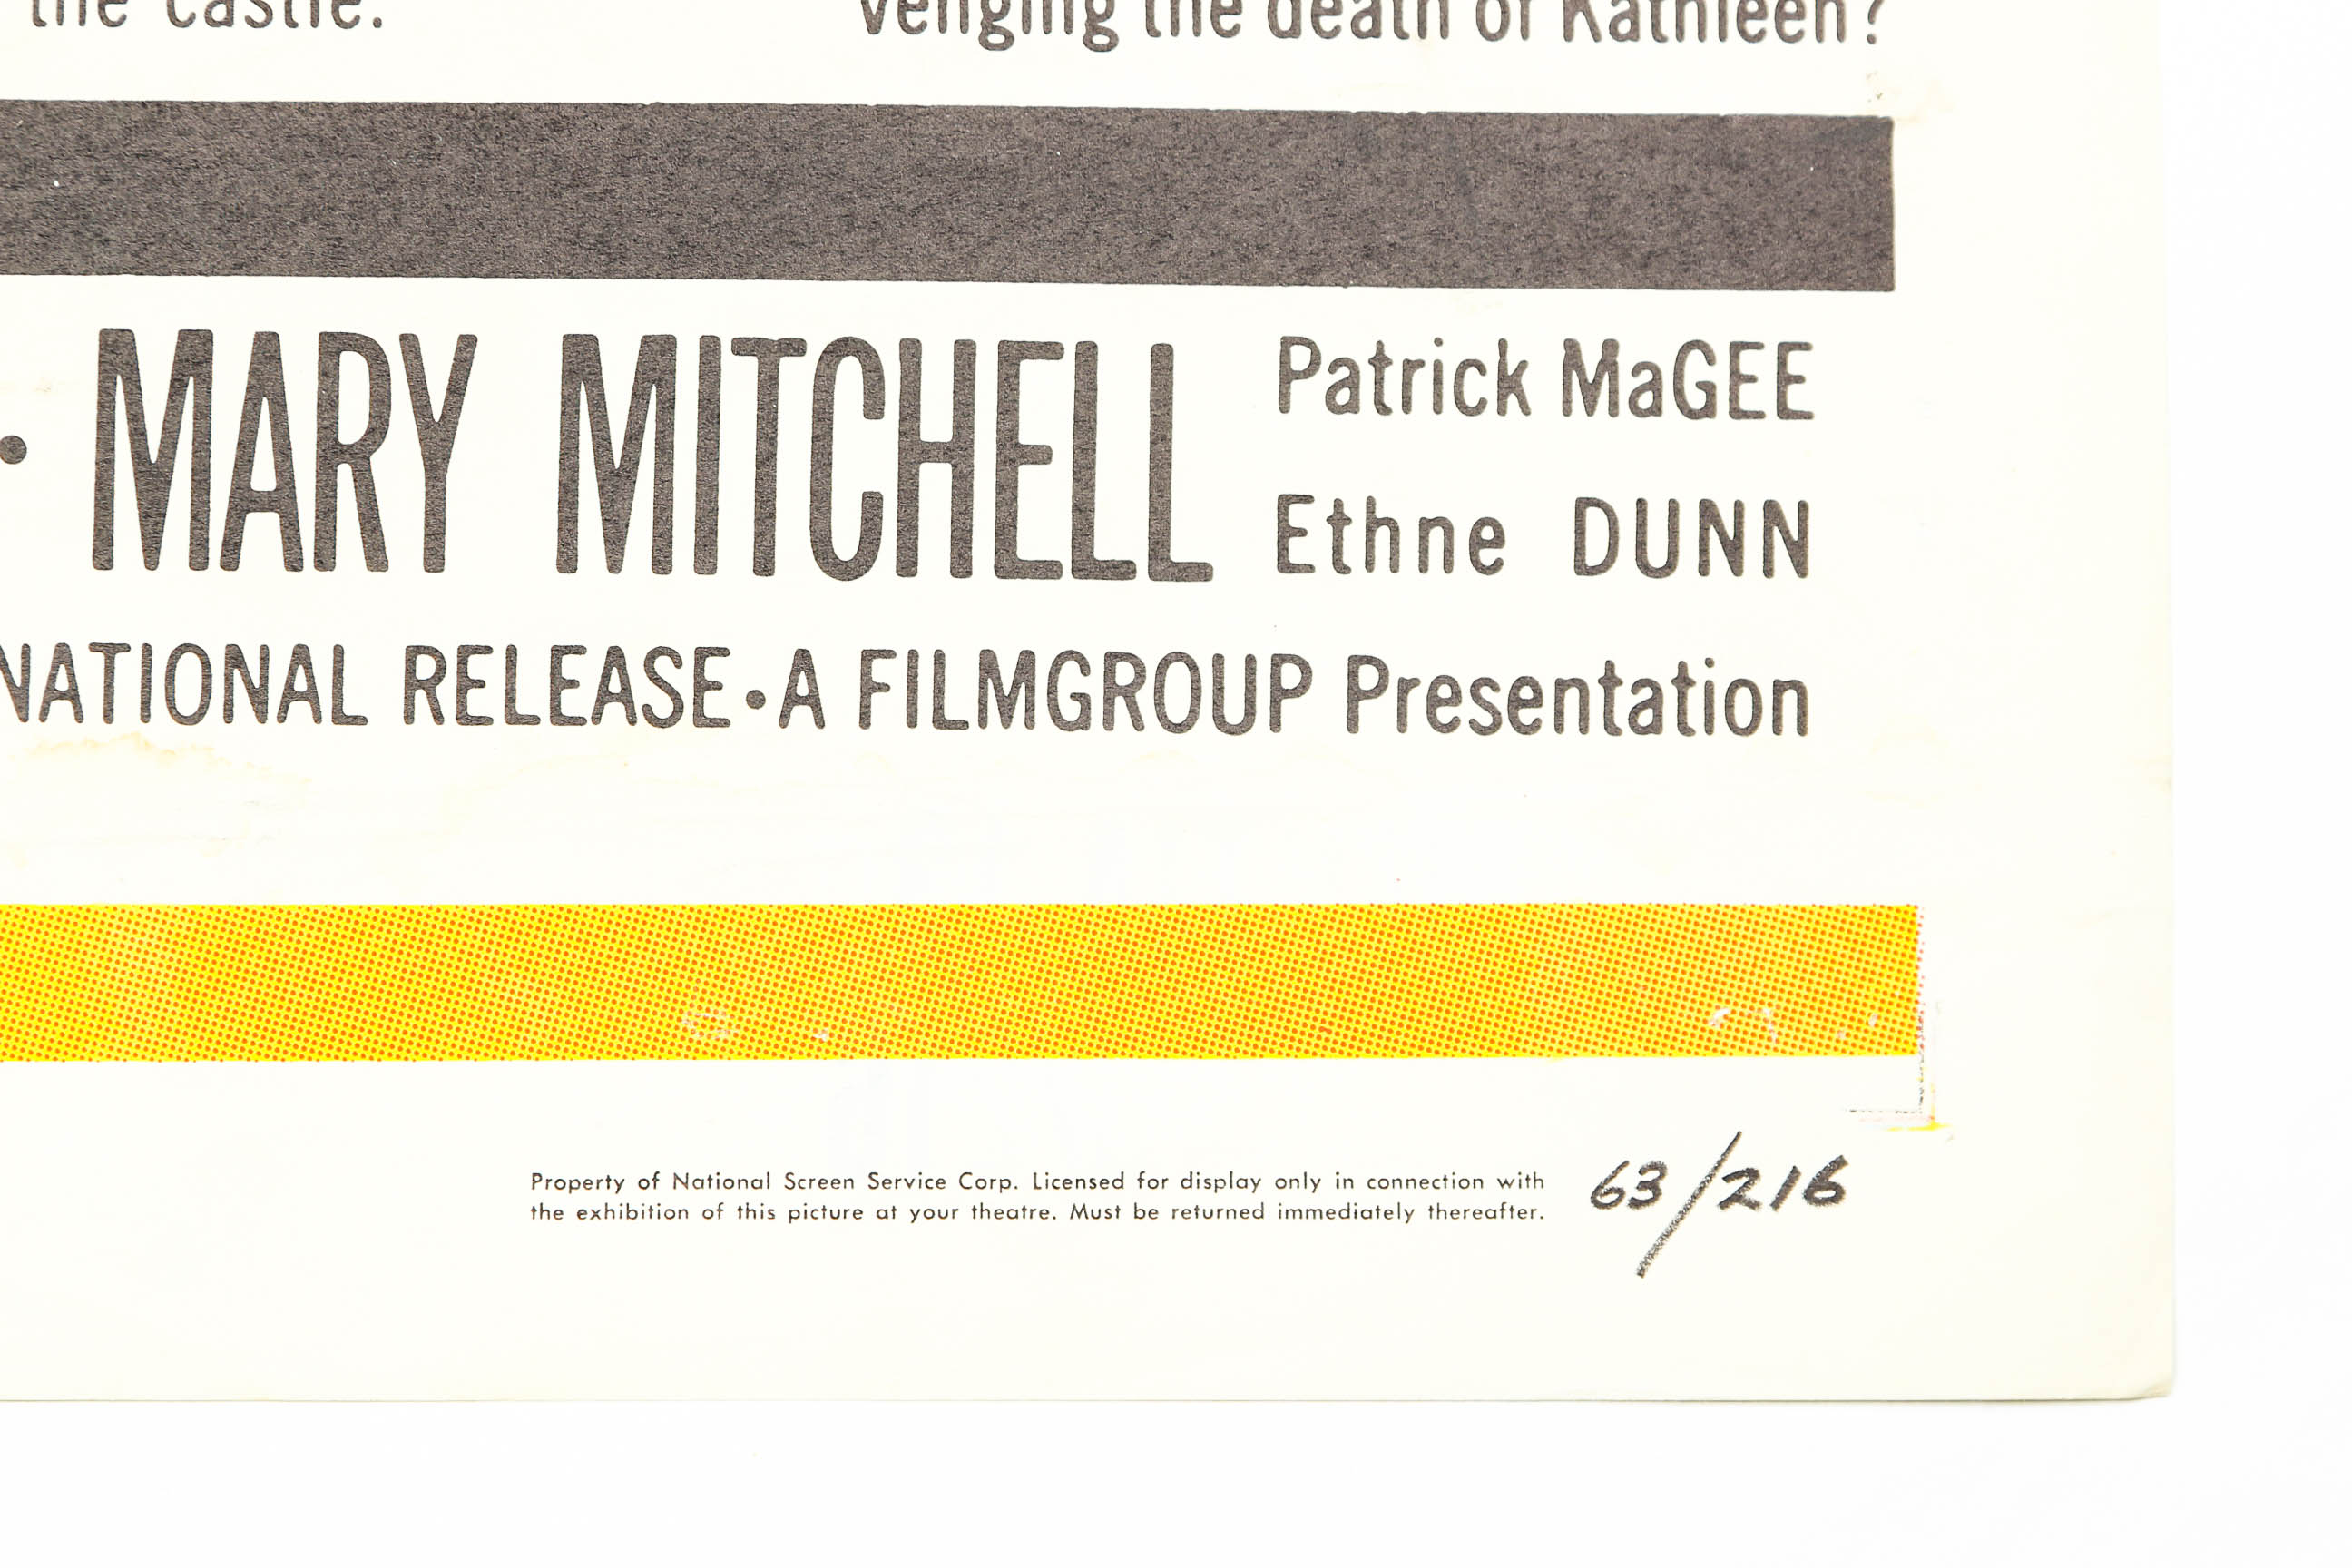 the castle.
venging the death of Kathleen?
• MARY MITCHELL
Patrick MaGEE
Ethne DUNN
NATIONAL RELEASE • A FILMGROUP Presentation
Property of National Screen Service Corp. Licensed for display only in connection with
the exhibition of this picture at your theatre. Must be returned immediately thereafter.
63/216